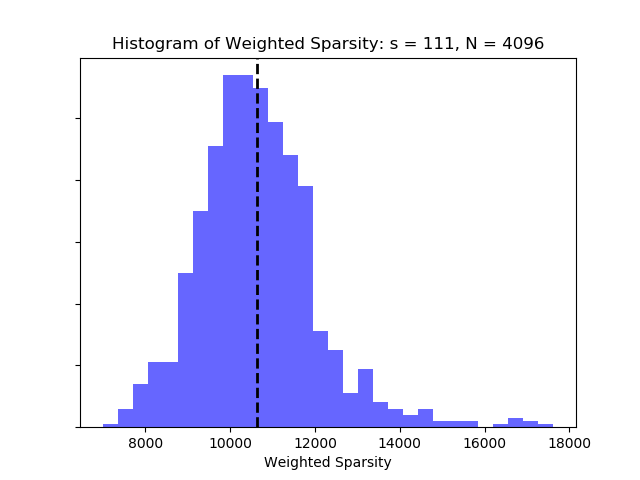 Histogram of Weighted Sparsity: s = 111, N = 4096
8000 10000 12000 14000 16000 18000
Weighted Sparsity